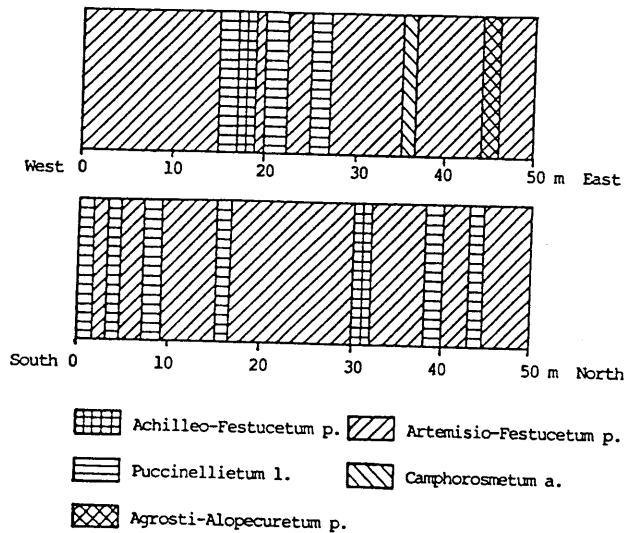 West 0 10 20 30 40 50 m East
South 0 10 20 30 40 50 m North
Achilleo-Festucetum p. Artemisio-Festucetum p.
Puccinellietum l. Camphorosmetum a.
Agrosti-Alopecuretum p.